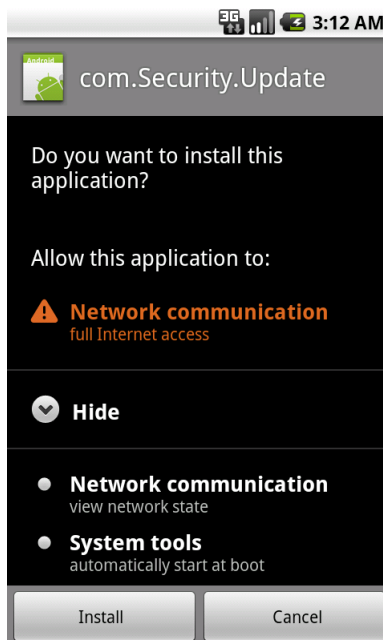 3G 3:12 AM
Android
com.Security.Update
Do you want to install this
application?
Allow this application to:
Network communication
full Internet access
Hide
Network communication
view network state
System tools
automatically start at boot
Install Cancel